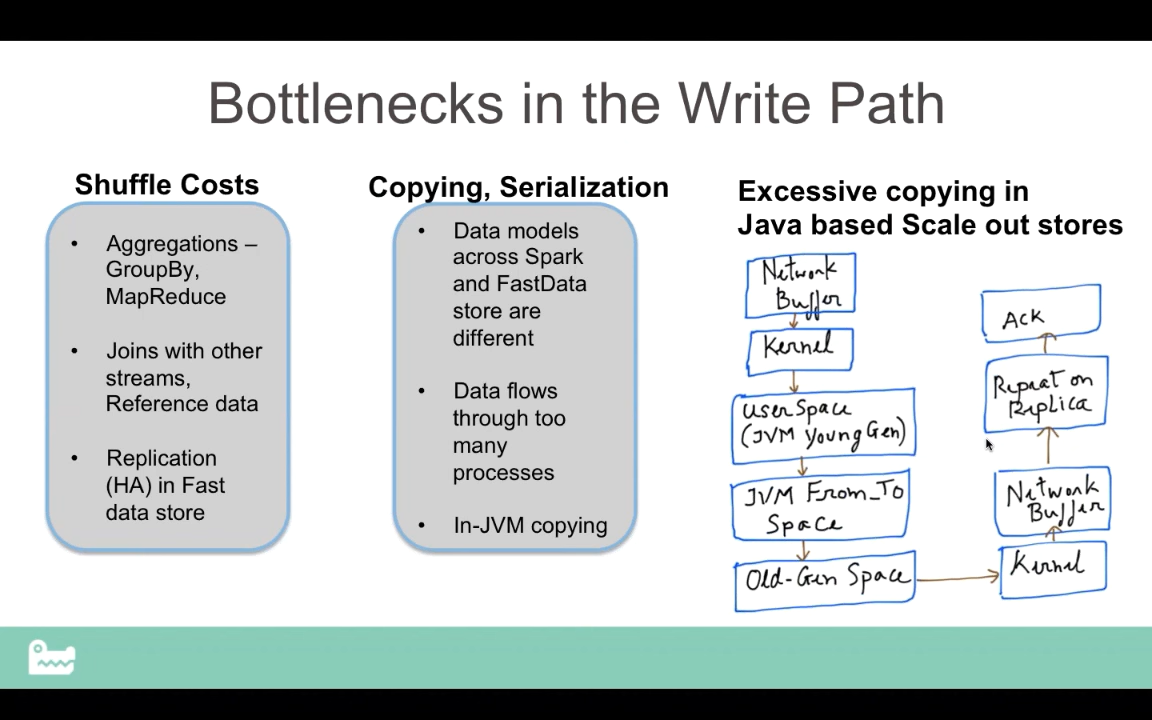 Bottlenecks in the Write Path
Shuffle Costs
• Aggregations –
GroupBy,
MapReduce
• Joins with other
streams,
Reference data
• Replication
(HA) in Fast
data store
Copying, Serialization
• Data models
across Spark
and FastData
store are
different
• Data flows
through too
many
processes
• In-JVM copying
Excessive copying in
Java based Scale out stores
Network
Buffer
Kernel
UserSpace
(JVM YoungGen)
JVM From_To
Space
Old-Gen Space
Kernel
Network
Buffer
Repeat on
Replica
Ack